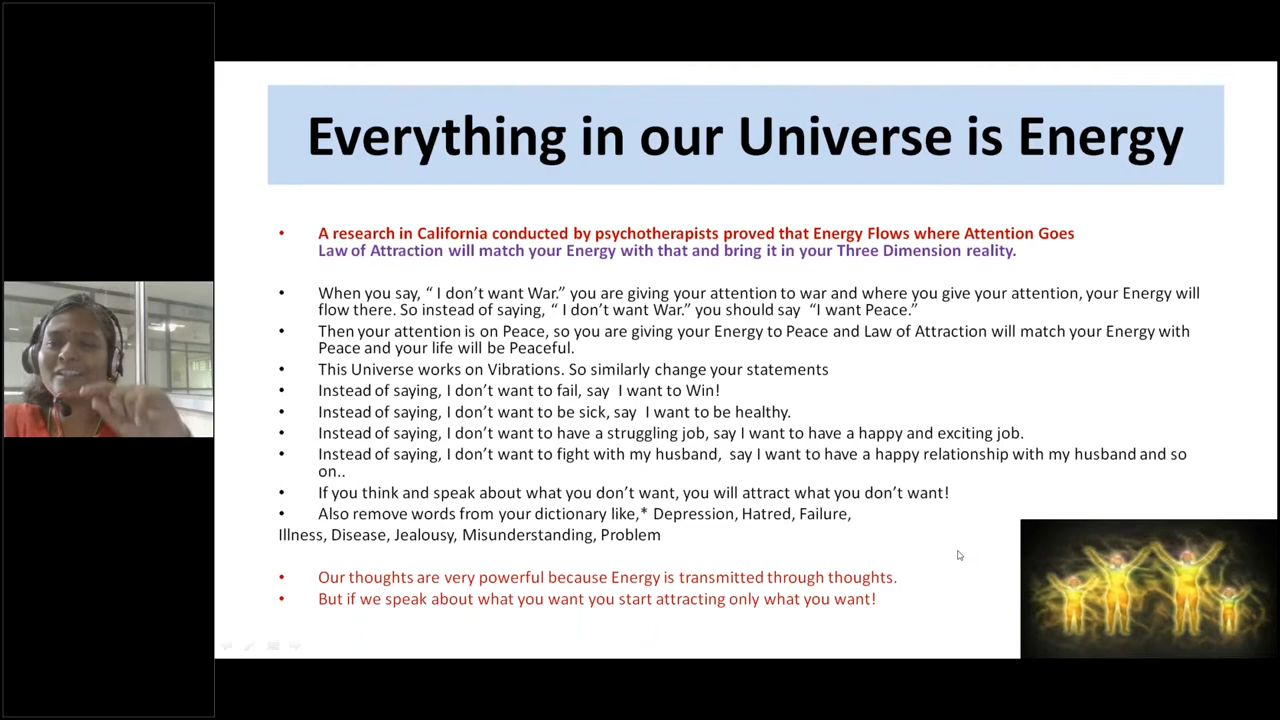 Everything in our Universe is Energy
• A research in California conducted by psychotherapists proved that Energy Flows where Attention Goes
Law of Attraction will match your Energy with that and bring it in your Three Dimension reality.
• When you say, “ I don’t want War.” you are giving your attention to war and where you give your attention, your Energy will
flow there. So instead of saying, “ I don’t want War.” you should say “I want Peace.”
• Then your attention is on Peace, so you are giving your Energy to Peace and Law of Attraction will match your Energy with
Peace and your life will be Peaceful.
• This Universe works on Vibrations. So similarly change your statements
• Instead of saying, I don’t want to fail, say I want to Win!
• Instead of saying, I don’t want to be sick, say I want to be healthy.
• Instead of saying, I don’t want to have a struggling job, say I want to have a happy and exciting job.
• Instead of saying, I don’t want to fight with my husband, say I want to have a happy relationship with my husband and so
on..
• If you think and speak about what you don’t want, you will attract what you don’t want!
• Also remove words from your dictionary like,* Depression, Hatred, Failure,
Illness, Disease, Jealousy, Misunderstanding, Problem
• Our thoughts are very powerful because Energy is transmitted through thoughts.
• But if we speak about what you want you start attracting only what you want!